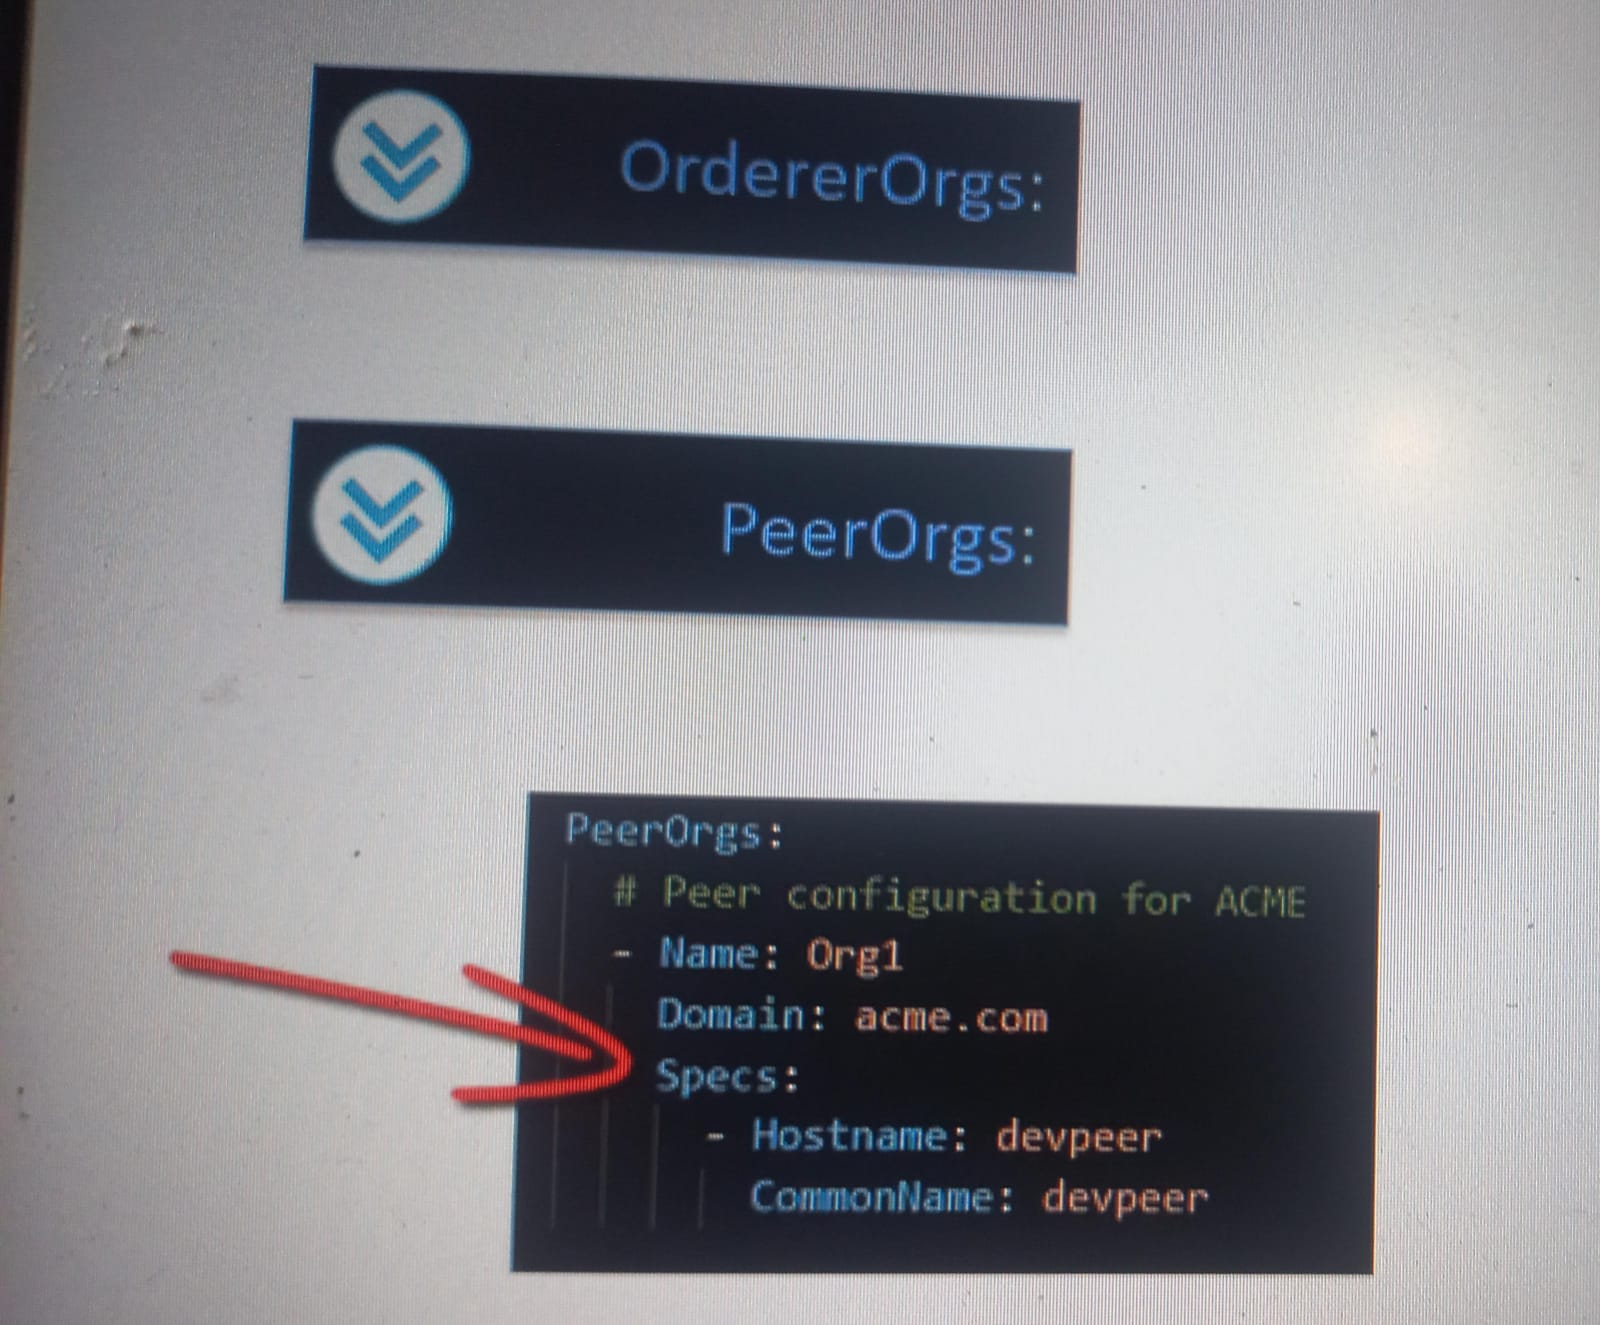 OrdererOrgs:
PeerOrgs:
PeerOrgs:
# Peer configuration for ACME
- Name: Org1
Domain: acme.com
Specs:
- Hostname: devpeer
CommonName: devpeer